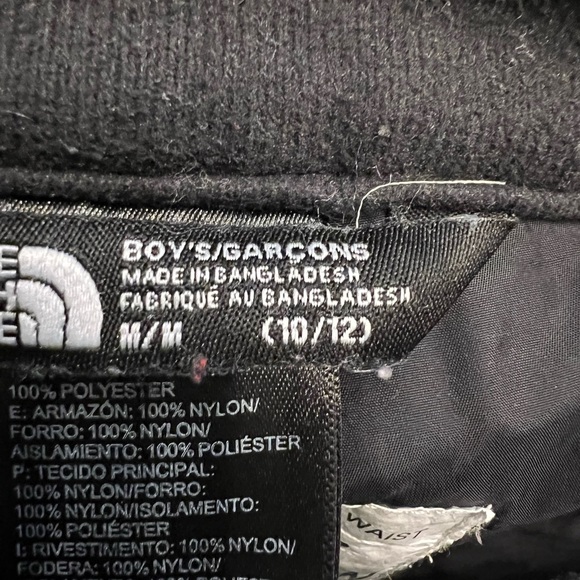 BOY'S/GARÇONS
MADE IN BANGLADESH
FABRIQUÉ AU BANGLADESH
M/M (10/12)
100% POLYESTER
E: ARMAZÓN: 100% NYLON/
FORRO: 100% NYLON/
AISLAMIENTO: 100% POLIÉSTER
P: TECIDO PRINCIPAL:
100% NYLON/FORRO:
100% NYLON/ISOLAMENTO:
100% POLIÉSTER
I: RIVESTIMENTO: 100% NYLON/
FODERA: 100% NYLON/
WAIST